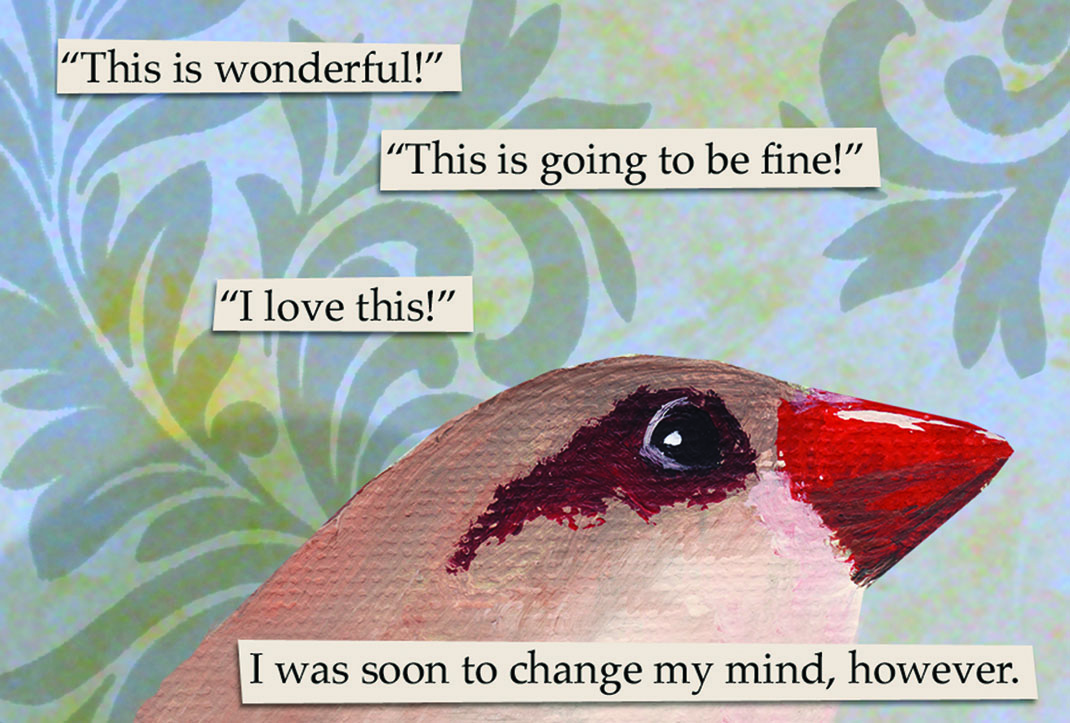 “This is wonderful!”
“This is going to be fine!”
“I love this!”
I was soon to change my mind, however.